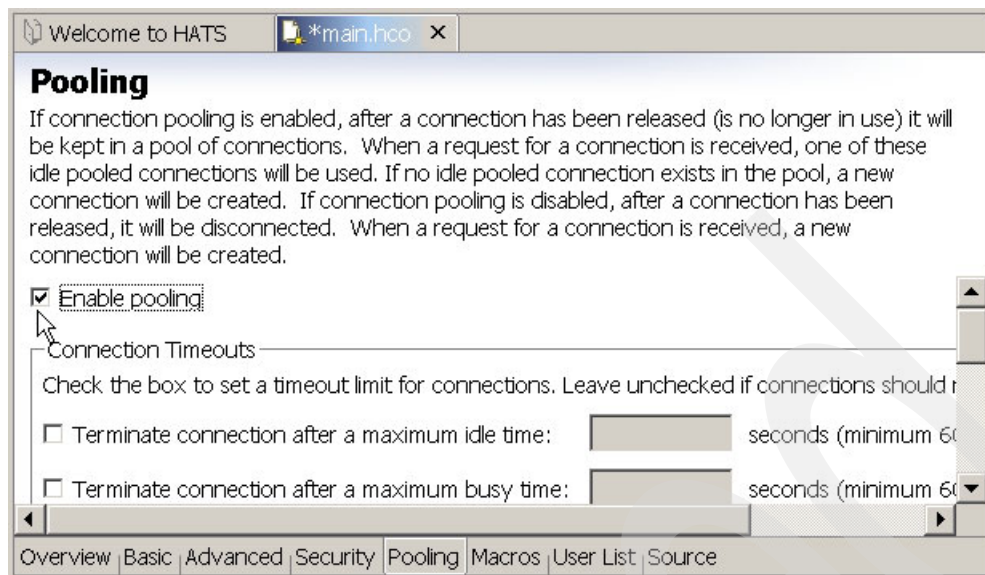 Welcome to HATS
*main.hco
Pooling
If connection pooling is enabled, after a connection has been released (is no longer in use) it will
be kept in a pool of connections. When a request for a connection is received, one of these
idle pooled connections will be used. If no idle pooled connection exists in the pool, a new
connection will be created. If connection pooling is disabled, after a connection has been
released, it will be disconnected. When a request for a connection is received, a new
connection will be created.
Enable pooling
Connection Timeouts
Check the box to set a timeout limit for connections. Leave unchecked if connections should
Terminate connection after a maximum idle time: seconds (minimum 60
Terminate connection after a maximum busy time: seconds (minimum 60
Overview Basic Advanced Security Pooling Macros User List Source